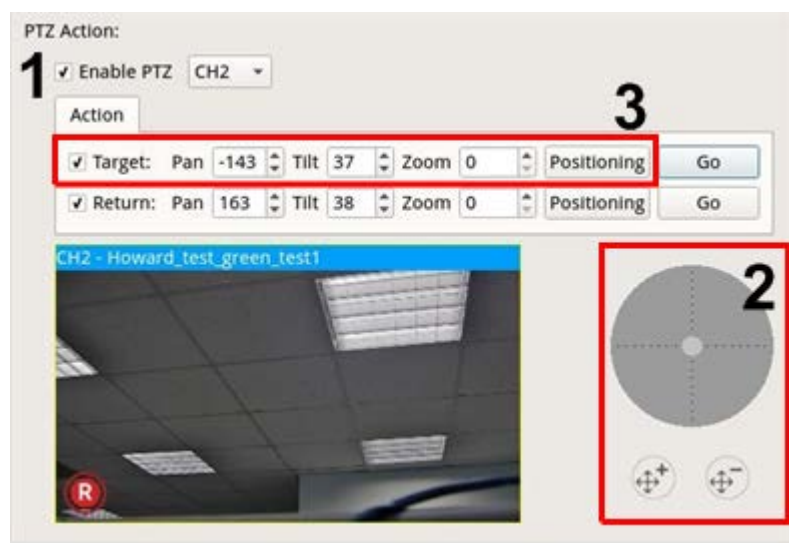 PTZ Action:
1 Enable PTZ CH2
Action
3
Target: Pan -143 Tilt 37 Zoom 0 Positioning Go
Return: Pan 163 Tilt 38 Zoom 0 Positioning Go
CH2 - Howard_test_green_test1
2
R